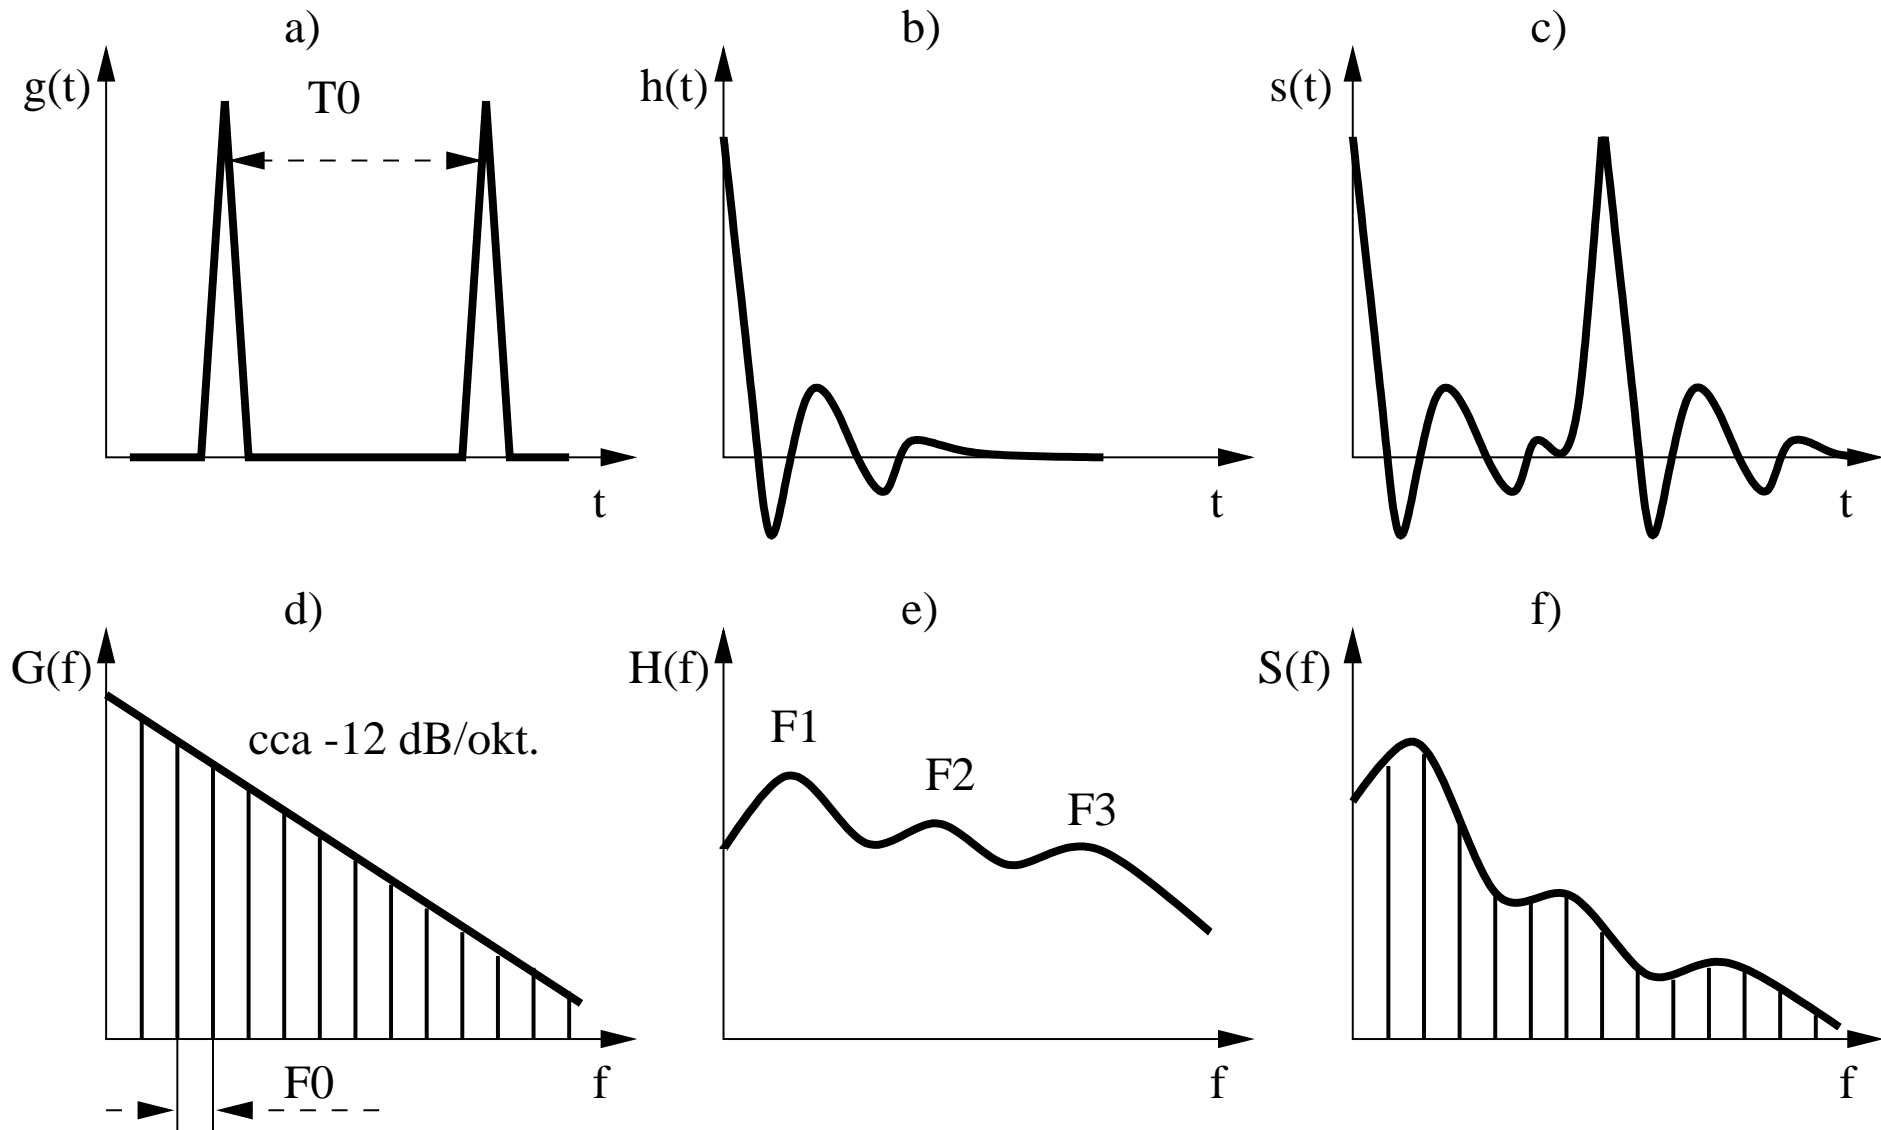 a)
b)
c)
g(t)
T0
h(t)
s(t)
t
t
t
d)
e)
f)
G(f)
H(f)
S(f)
cca -12 dB/okt.
F1
F2
F3
F0
f
f
f